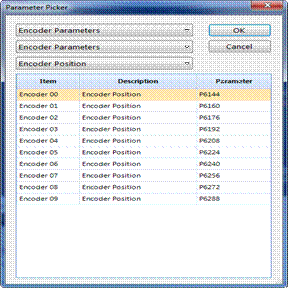 Parameter Picker
Encoder Parameters OK
Encoder Parameters Cancel
Encoder Position
Item Description Parameter
Encoder 00 Encoder Position P6144
Encoder 01 Encoder Position P6160
Encoder 02 Encoder Position P6176
Encoder 03 Encoder Position P6192
Encoder 04 Encoder Position P6208
Encoder 05 Encoder Position P6224
Encoder 06 Encoder Position P6240
Encoder 07 Encoder Position P6256
Encoder 08 Encoder Position P6272
Encoder 09 Encoder Position P6288